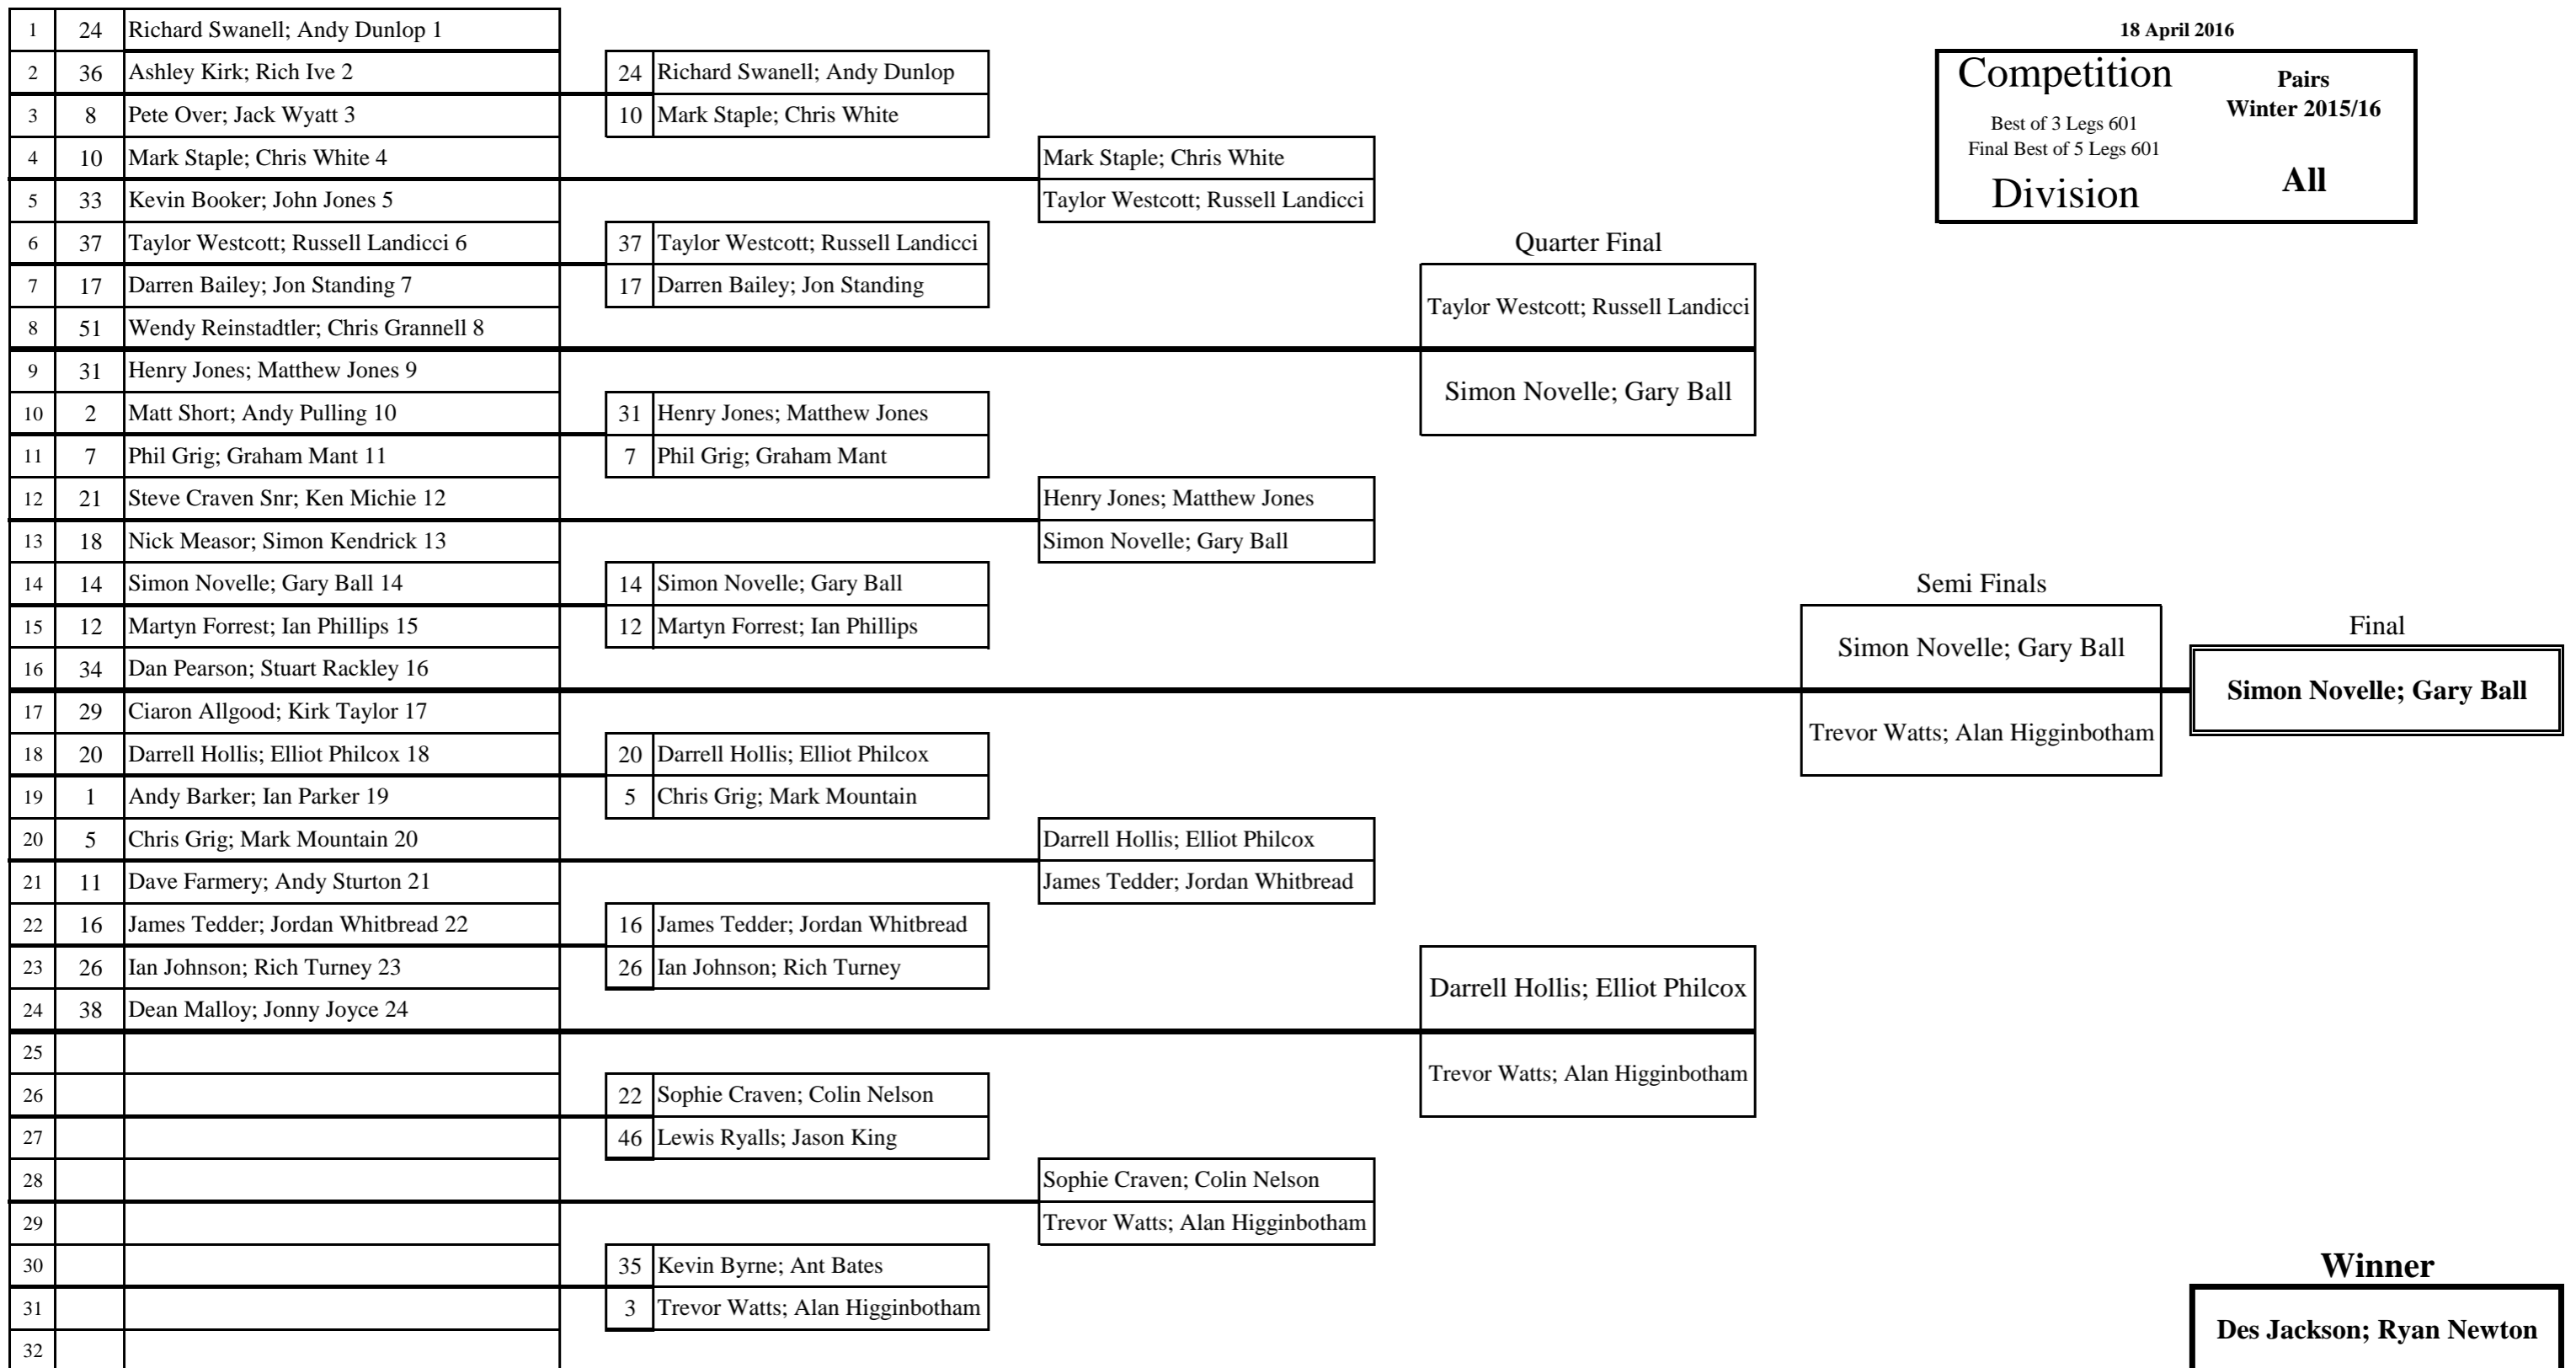 18 April 2016
Competition
Pairs
Winter 2015/16
Best of 3 Legs 601
Final Best of 5 Legs 601
Division
All
1 24 Richard Swanell; Andy Dunlop 1
2 36 Ashley Kirk; Rich Ive 2
3 8 Pete Over; Jack Wyatt 3
4 10 Mark Staple; Chris White 4
5 33 Kevin Booker; John Jones 5
6 37 Taylor Westcott; Russell Landicci 6
7 17 Darren Bailey; Jon Standing 7
8 51 Wendy Reinstadtler; Chris Grannell 8
9 31 Henry Jones; Matthew Jones 9
10 2 Matt Short; Andy Pulling 10
11 7 Phil Grig; Graham Mant 11
12 21 Steve Craven Snr; Ken Michie 12
13 18 Nick Measor; Simon Kendrick 13
14 14 Simon Novelle; Gary Ball 14
15 12 Martyn Forrest; Ian Phillips 15
16 34 Dan Pearson; Stuart Rackley 16
17 29 Ciaron Allgood; Kirk Taylor 17
18 20 Darrell Hollis; Elliot Philcox 18
19 1 Andy Barker; Ian Parker 19
20 5 Chris Grig; Mark Mountain 20
21 11 Dave Farmery; Andy Sturton 21
22 16 James Tedder; Jordan Whitbread 22
23 26 Ian Johnson; Rich Turney 23
24 38 Dean Malloy; Jonny Joyce 24
25
26
27
28
29
30
31
32
24 Richard Swanell; Andy Dunlop
10 Mark Staple; Chris White
37 Taylor Westcott; Russell Landicci
17 Darren Bailey; Jon Standing
31 Henry Jones; Matthew Jones
7 Phil Grig; Graham Mant
14 Simon Novelle; Gary Ball
12 Martyn Forrest; Ian Phillips
20 Darrell Hollis; Elliot Philcox
5 Chris Grig; Mark Mountain
16 James Tedder; Jordan Whitbread
26 Ian Johnson; Rich Turney
22 Sophie Craven; Colin Nelson
46 Lewis Ryalls; Jason King
35 Kevin Byrne; Ant Bates
3 Trevor Watts; Alan Higginbotham
Mark Staple; Chris White
Taylor Westcott; Russell Landicci
Henry Jones; Matthew Jones
Simon Novelle; Gary Ball
Darrell Hollis; Elliot Philcox
James Tedder; Jordan Whitbread
Sophie Craven; Colin Nelson
Trevor Watts; Alan Higginbotham
Quarter Final
Taylor Westcott; Russell Landicci
Simon Novelle; Gary Ball
Darrell Hollis; Elliot Philcox
Trevor Watts; Alan Higginbotham
Semi Finals
Simon Novelle; Gary Ball
Trevor Watts; Alan Higginbotham
Final
Simon Novelle; Gary Ball
Winner
Des Jackson; Ryan Newton